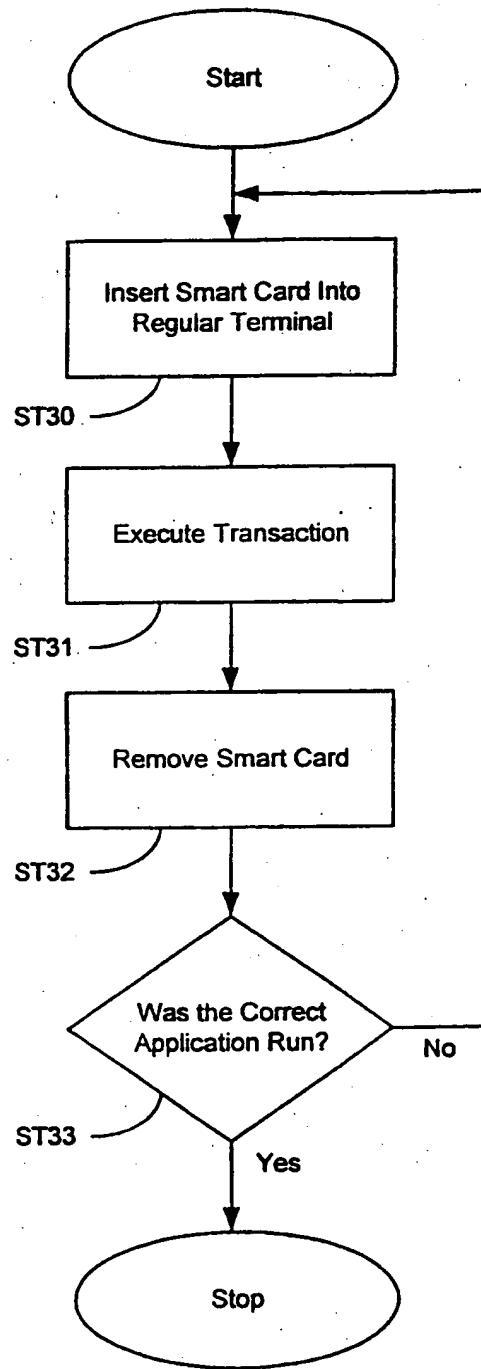 Start
Insert Smart Card Into
Regular Terminal
ST30
Execute Transaction
ST31
Remove Smart Card
ST32
Was the Correct
Application Run?
No
ST33
Yes
Stop